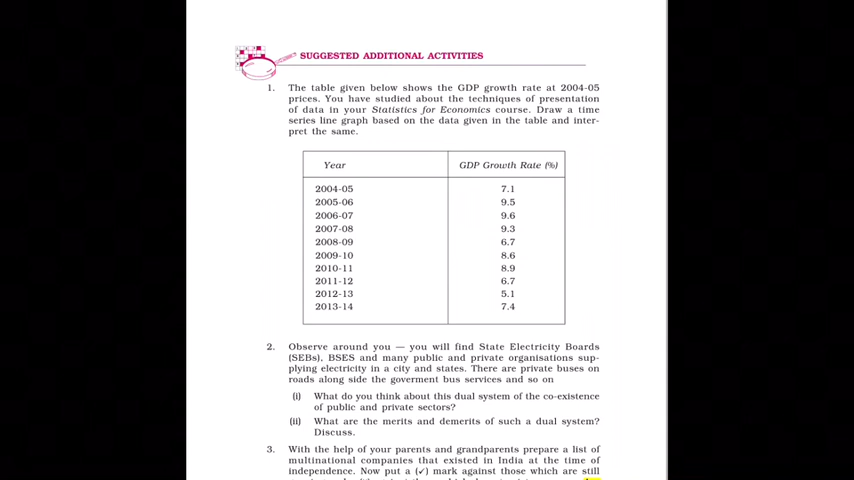 SUGGESTED ADDITIONAL ACTIVITIES
1. The table given below shows the GDP growth rate at 2004-05
prices. You have studied about the techniques of presentation
of data in your Statistics for Economics course. Draw a time
series line graph based on the data given in the table and inter-
pret the same.
Year GDP Growth Rate (%)
2004-05 7.1
2005-06 9.5
2006-07 9.6
2007-08 9.3
2008-09 6.7
2009-10 8.6
2010-11 8.9
2011-12 6.7
2012-13 5.1
2013-14 7.4
2. Observe around you — you will find State Electricity Boards
(SEBs), BSES and many public and private organisations sup-
plying electricity in a city and states. There are private buses on
roads along side the goverment bus services and so on
(i) What do you think about this dual system of the co-existence
of public and private sectors?
(ii) What are the merits and demerits of such a dual system?
Discuss.
3. With the help of your parents and grandparents prepare a list of
multinational companies that existed in India at the time of
independence. Now put a (✓) mark against those which are still